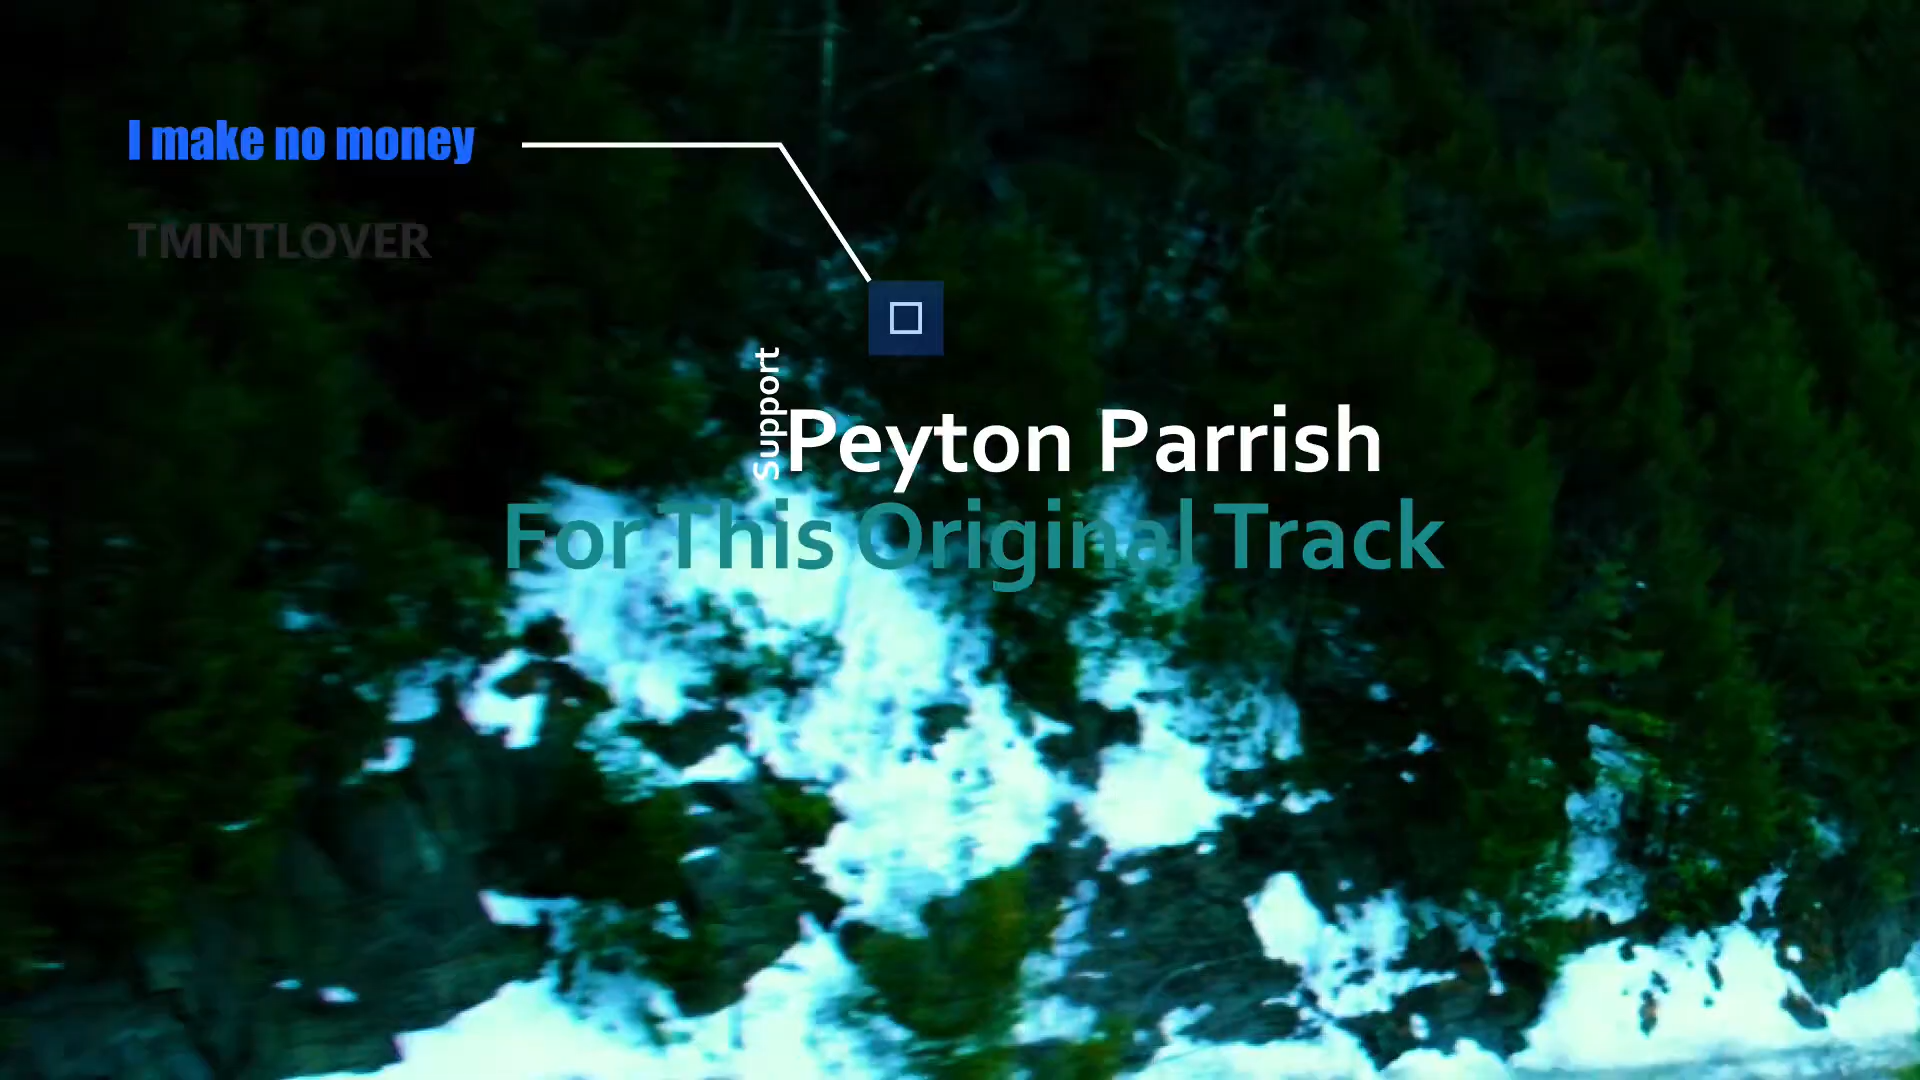 I make no money
TMNTLOVER
Support
Peyton Parrish
For This Original Track